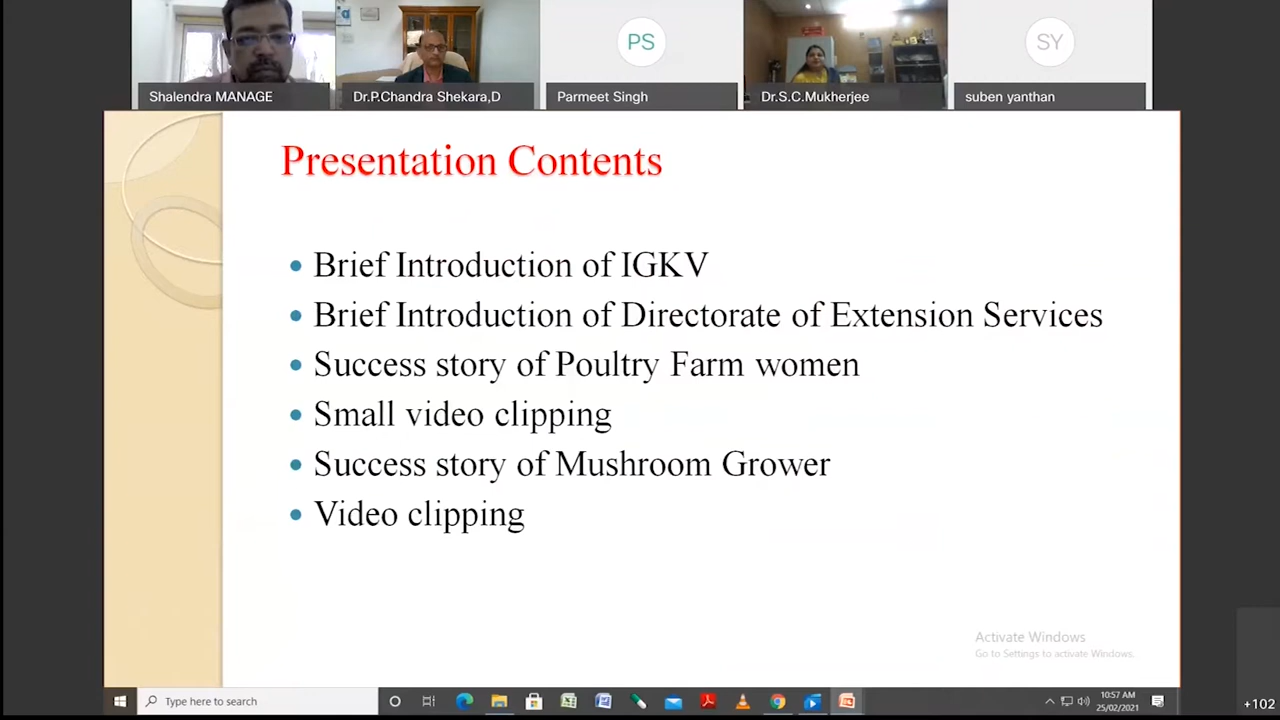 PS
SY
Shalendra MANAGE
Dr.P.Chandra Shekara,D
Parmeet Singh
Dr.S.C.Mukherjee
suben yanthan
Presentation Contents
Brief Introduction of IGKV
Brief Introduction of Directorate of Extension Services
Success story of Poultry Farm women
Small video clipping
Success story of Mushroom Grower
Video clipping
Activate Windows
Go to Settings to activate Windows.
Type here to search
10:57 AM
25/02/2021
+102